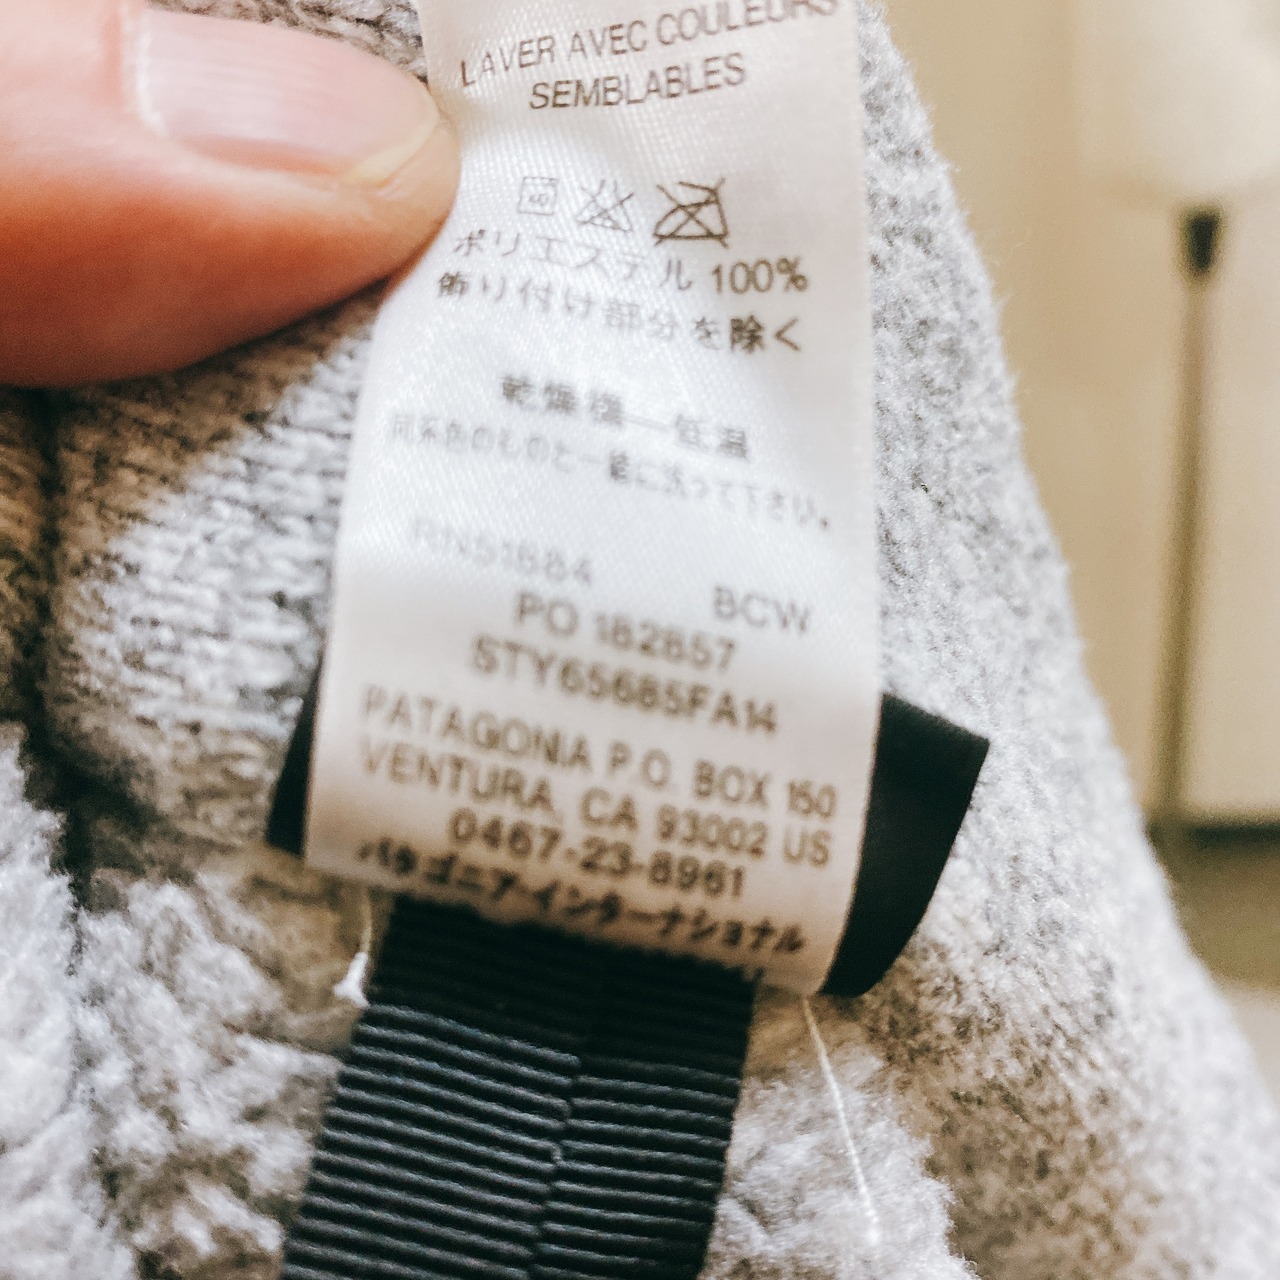 LAVER AVEC COULEURS
SEMBLABLES
40
ポリエステル 100%
飾り付け部分を除く
乾燥機—低温
同系色のものと一緒に洗って下さい。
RN51884
BCW
PO 182857
STY65685FA14
PATAGONIA P.O. BOX 150
VENTURA, CA 93002 US
0467-23-8961
パタゴニア・インターナショナル